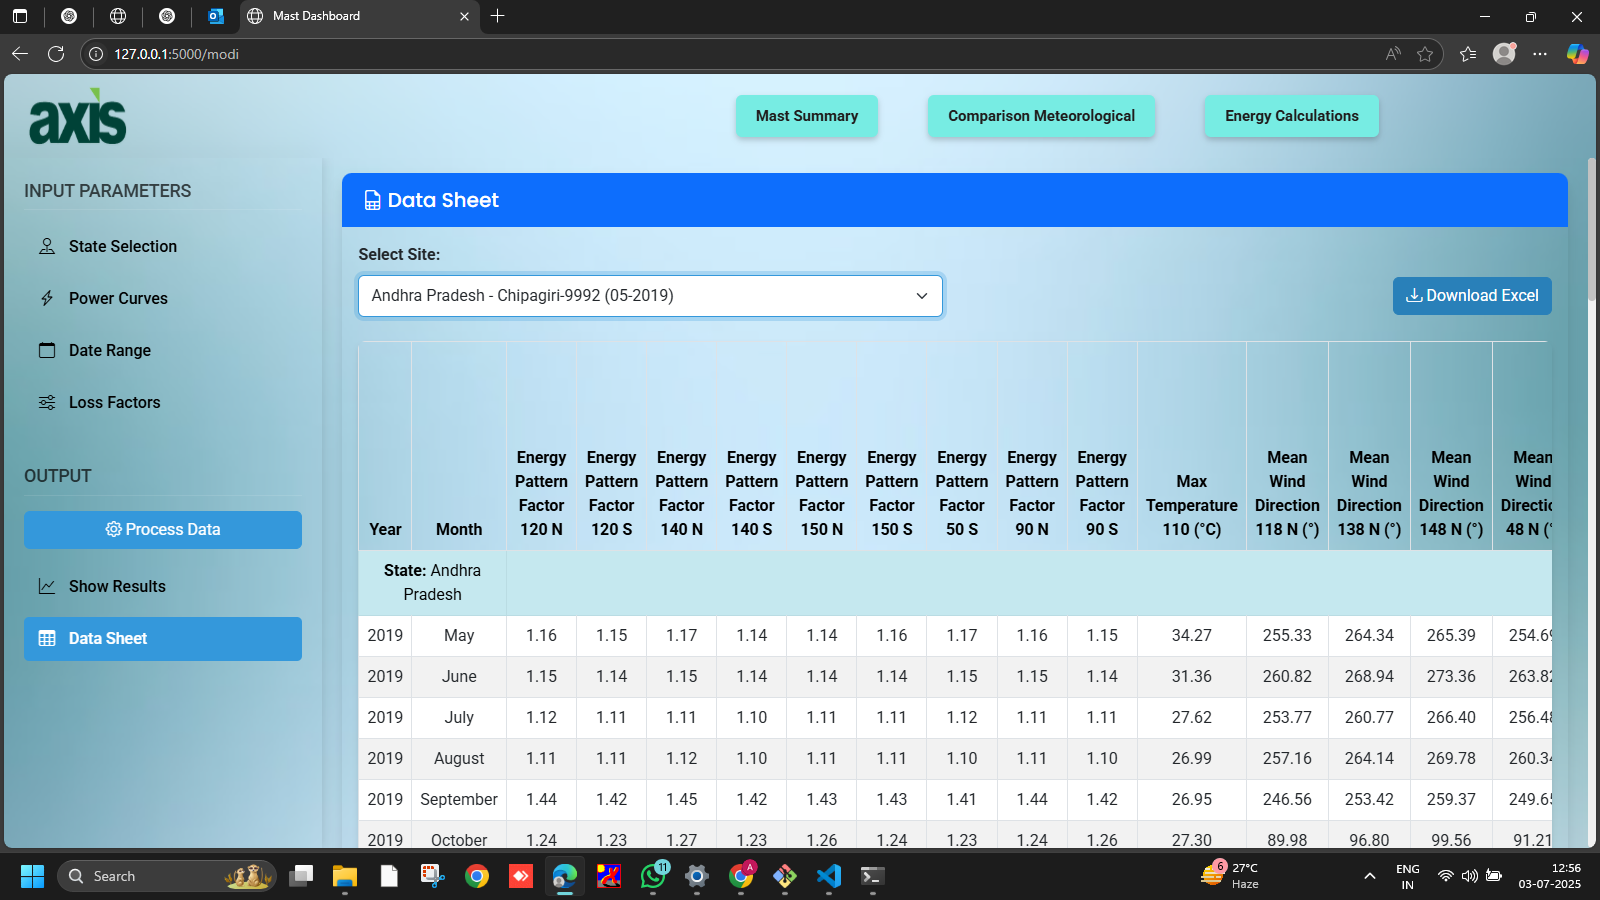 Mast Dashboard
127.0.0.1:5000/modi
axis
Mast Summary
Comparison Meteorological
Energy Calculations
INPUT PARAMETERS
State Selection
Power Curves
Date Range
Loss Factors
OUTPUT
Process Data
Show Results
Data Sheet
Data Sheet
Select Site:
Andhra Pradesh - Chipagiri-9992 (05-2019)
Download Excel
Year Month Energy Pattern Factor 120 N Energy Pattern Factor 120 S Energy Pattern Factor 140 N Energy Pattern Factor 140 S Energy Pattern Factor 150 N Energy Pattern Factor 150 S Energy Pattern Factor 50 S Energy Pattern Factor 90 N Energy Pattern Factor 90 S Max Temperature 110 (°C) Mean Wind Direction 118 N (°) Mean Wind Direction 138 N (°) Mean Wind Direction 148 N (°) Mean Wind Directio 48 N (°
State: Andhra Pradesh
2019 May 1.16 1.15 1.17 1.14 1.14 1.16 1.17 1.16 1.15 34.27 255.33 264.34 265.39 254.69
2019 June 1.15 1.14 1.15 1.14 1.14 1.14 1.15 1.15 1.14 31.36 260.82 268.94 273.36 263.82
2019 July 1.12 1.11 1.11 1.10 1.11 1.11 1.12 1.11 1.11 27.62 253.77 260.77 266.40 256.48
2019 August 1.11 1.11 1.12 1.10 1.11 1.11 1.10 1.11 1.10 26.99 257.16 264.14 269.78 260.34
2019 September 1.44 1.42 1.45 1.42 1.43 1.43 1.41 1.44 1.42 26.95 246.56 253.42 259.37 249.65
2019 October 1.24 1.23 1.27 1.23 1.26 1.24 1.23 1.24 1.26 27.30 89.98 96.80 99.56 91.21
Search
11
A
6
27°C
Haze
ENG
IN
12:56
03-07-2025